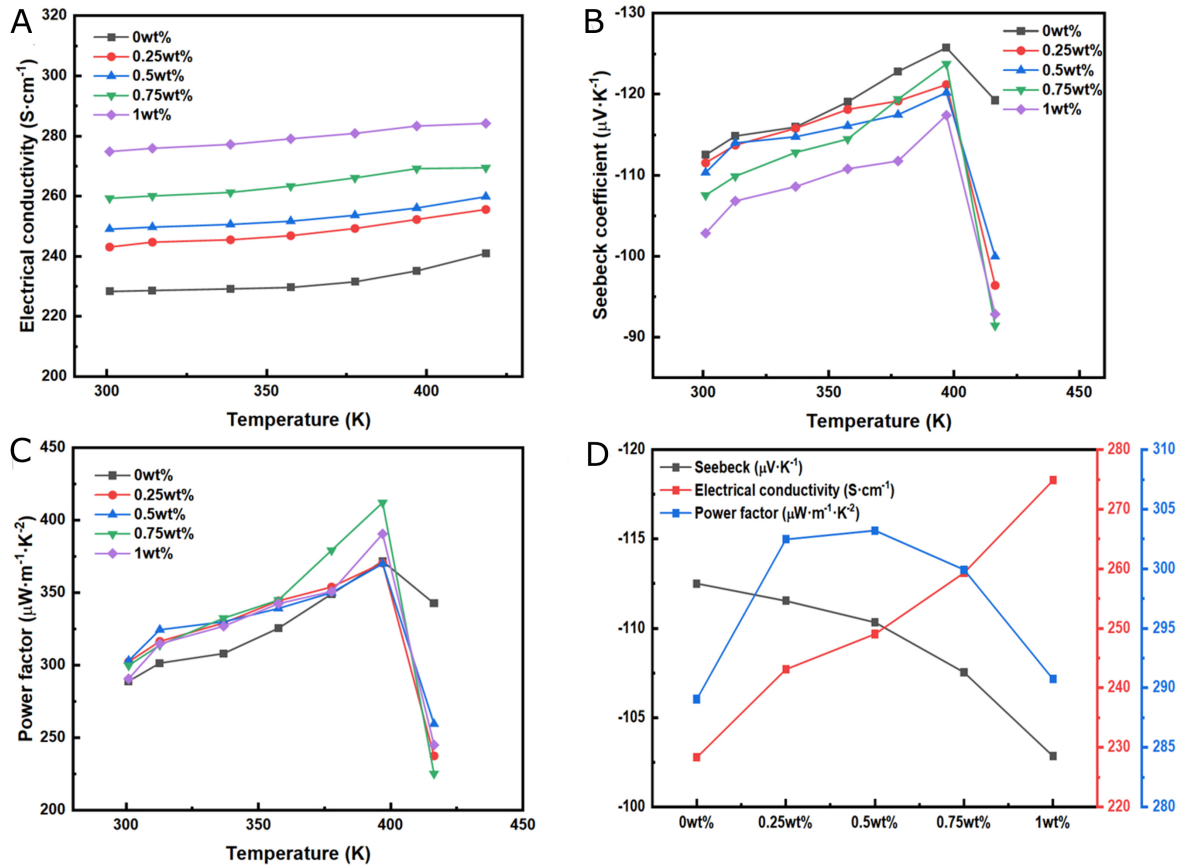 A
320
300
280
260
240
220
200
0wt%
0.25wt%
0.5wt%
0.75wt%
1wt%
Electrical conductivity (S·cm⁻¹)
300
350
400
Temperature (K)
B
-130
-120
-110
-100
-90
0wt%
0.25wt%
0.5wt%
0.75wt%
1wt%
Seebeck coefficient (μV·K⁻¹)
300
350
400
450
Temperature (K)
C
450
400
350
300
250
200
0wt%
0.25wt%
0.5wt%
0.75wt%
1wt%
Power factor (μW·m⁻¹·K⁻²)
300
350
400
450
Temperature (K)
D
-120
-115
-110
-105
-100
Seebeck (μV·K⁻¹)
Electrical conductivity (S·cm⁻¹)
Power factor (μW·m⁻¹·K⁻²)
280
270
260
250
240
230
220
310
305
300
295
290
285
280
0wt%
0.25wt%
0.5wt%
0.75wt%
1wt%